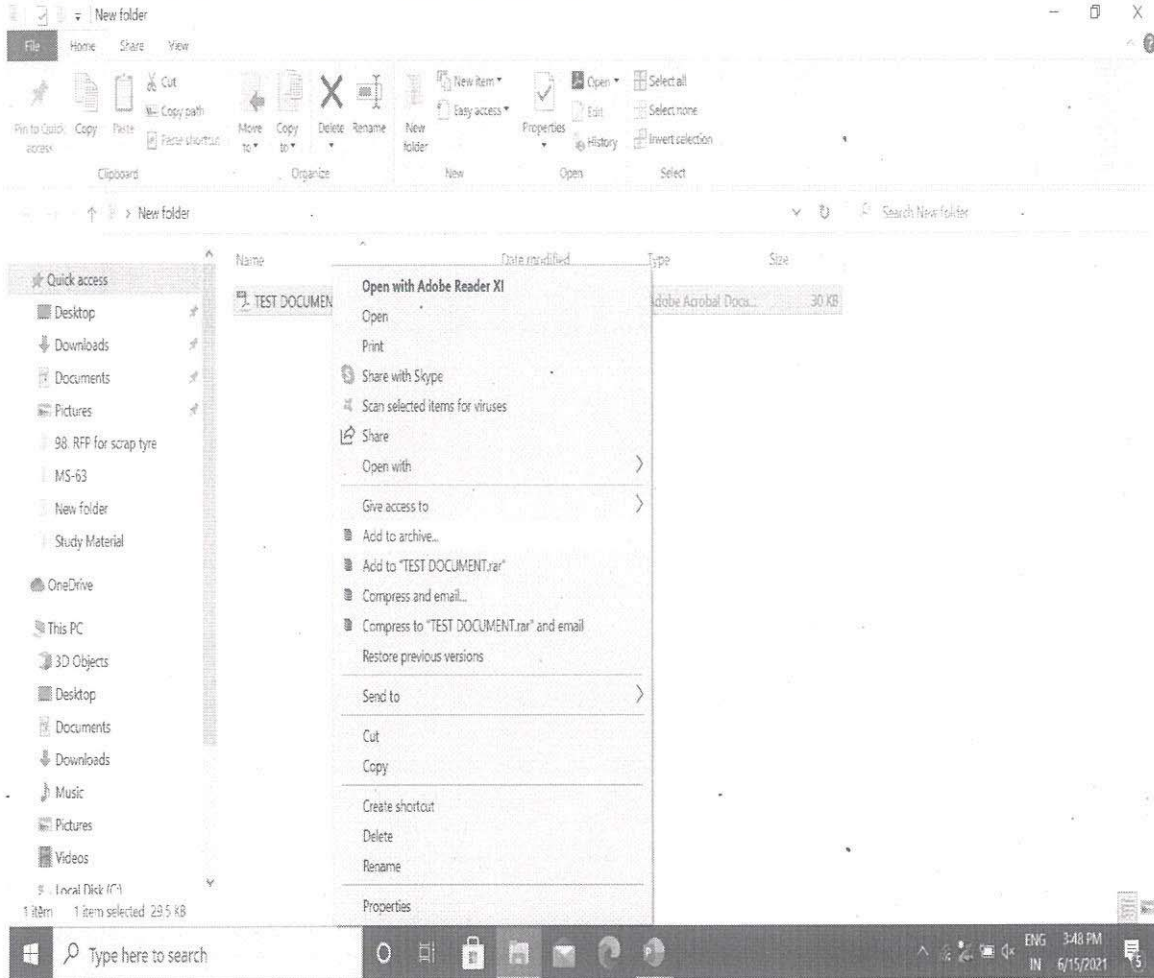 New folder
File Home Share View
Pin to Quick access
Copy
Paste
Cut
Copy path
Paste shortcut
Clipboard
Move to
Copy to
Delete
Rename
Organize
New folder
New item
Easy access
New
Properties
Open
Edit
History
Open
Select all
Select none
Invert selection
Select
> New folder
Search New folder
Name Date modified Type Size
TEST DOCUMEN Adobe Acrobat Docu... 30 KB
Quick access
Desktop
Downloads
Documents
Pictures
98. RFP for scrap tyre
MS-63
New folder
Study Material
OneDrive
This PC
3D Objects
Desktop
Documents
Downloads
Music
Pictures
Videos
Local Disk (C:)
Open with Adobe Reader XI
Open
Print
Share with Skype
Scan selected items for viruses
Share
Open with
Give access to
Add to archive...
Add to "TEST DOCUMENT.rar"
Compress and email...
Compress to "TEST DOCUMENT.rar" and email
Restore previous versions
Send to
Cut
Copy
Create shortcut
Delete
Rename
Properties
1 item 1 item selected 29.5 KB
Type here to search
ENG 3:48 PM
IN 6/15/2021
5